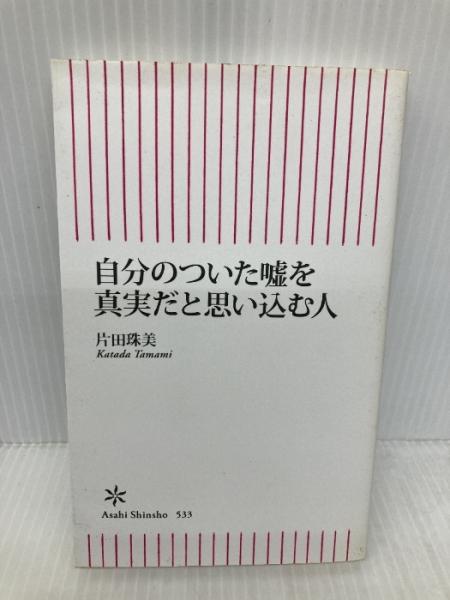 自分のついた嘘を
真実だと思い込む人
片田珠美
Katada Tamami
Asahi Shinsho 533